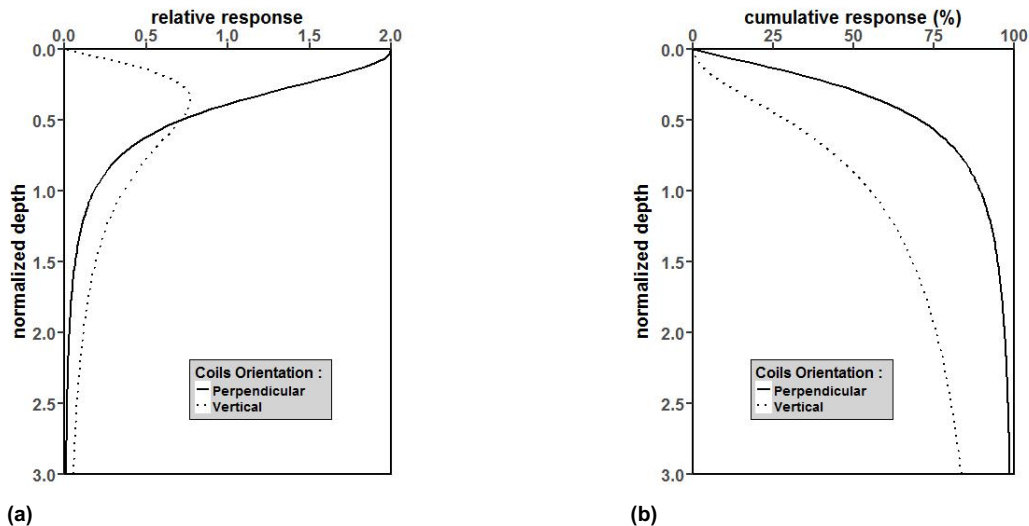 relative response
0.0 0.5 1.0 1.5 2.0
0.0
0.5
1.0
1.5
2.0
2.5
3.0
normalized depth
Coils Orientation :
Perpendicular
Vertical
(a)
cumulative response (%)
0 25 50 75 100
0.0
0.5
1.0
1.5
2.0
2.5
3.0
normalized depth
Coils Orientation :
Perpendicular
Vertical
(b)